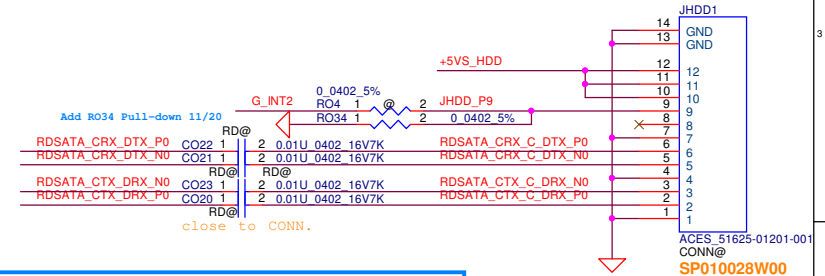 JHDD1
14
GND
13
GND
3
+5VS_HDD
12
12
11
11
10
10
0_0402_5%
G_INT2
RO4 1 @ 2 JHDD_P9
9
9
Add RO34 Pull-down 11/20
RO34 1 2 0_0402_5%
8
8
RD@
7
7
RDSATA_CRX_DTX_P0 CO22 1 2 0.01U_0402_16V7K RDSATA_CRX_C_DTX_P0
6
6
RDSATA_CRX_DTX_N0 CO21 1 2 0.01U_0402_16V7K RDSATA_CRX_C_DTX_N0
5
5
RD@ RD@
4
4
RDSATA_CTX_DRX_N0 CO23 1 2 0.01U_0402_16V7K RDSATA_CTX_C_DRX_N0
3
3
RDSATA_CTX_DRX_P0 CO20 1 2 0.01U_0402_16V7K RDSATA_CTX_C_DRX_P0
2
2
RD@
1
1
close to CONN.
ACES_51625-01201-001
CONN@
SP010028W00